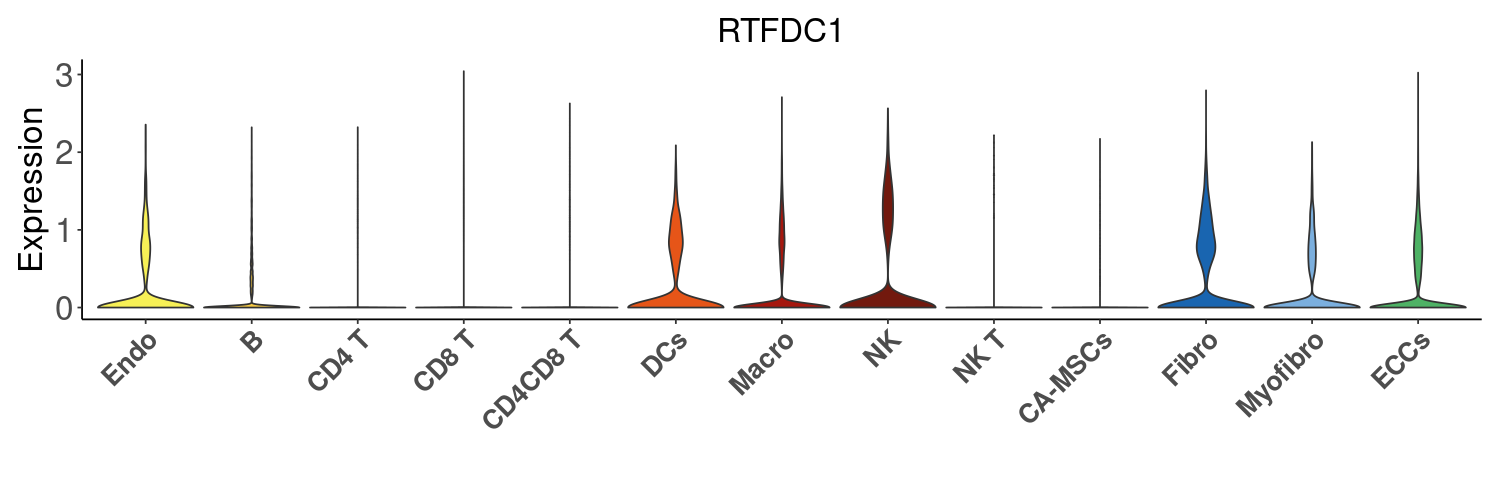 RTFDC1
Expression
3
2
1
0
Endo
B
CD4 T
CD8 T
CD4CD8 T
DCs
Macro
NK
NK T
CA-MSCs
Fibro
Myofibro
ECCs